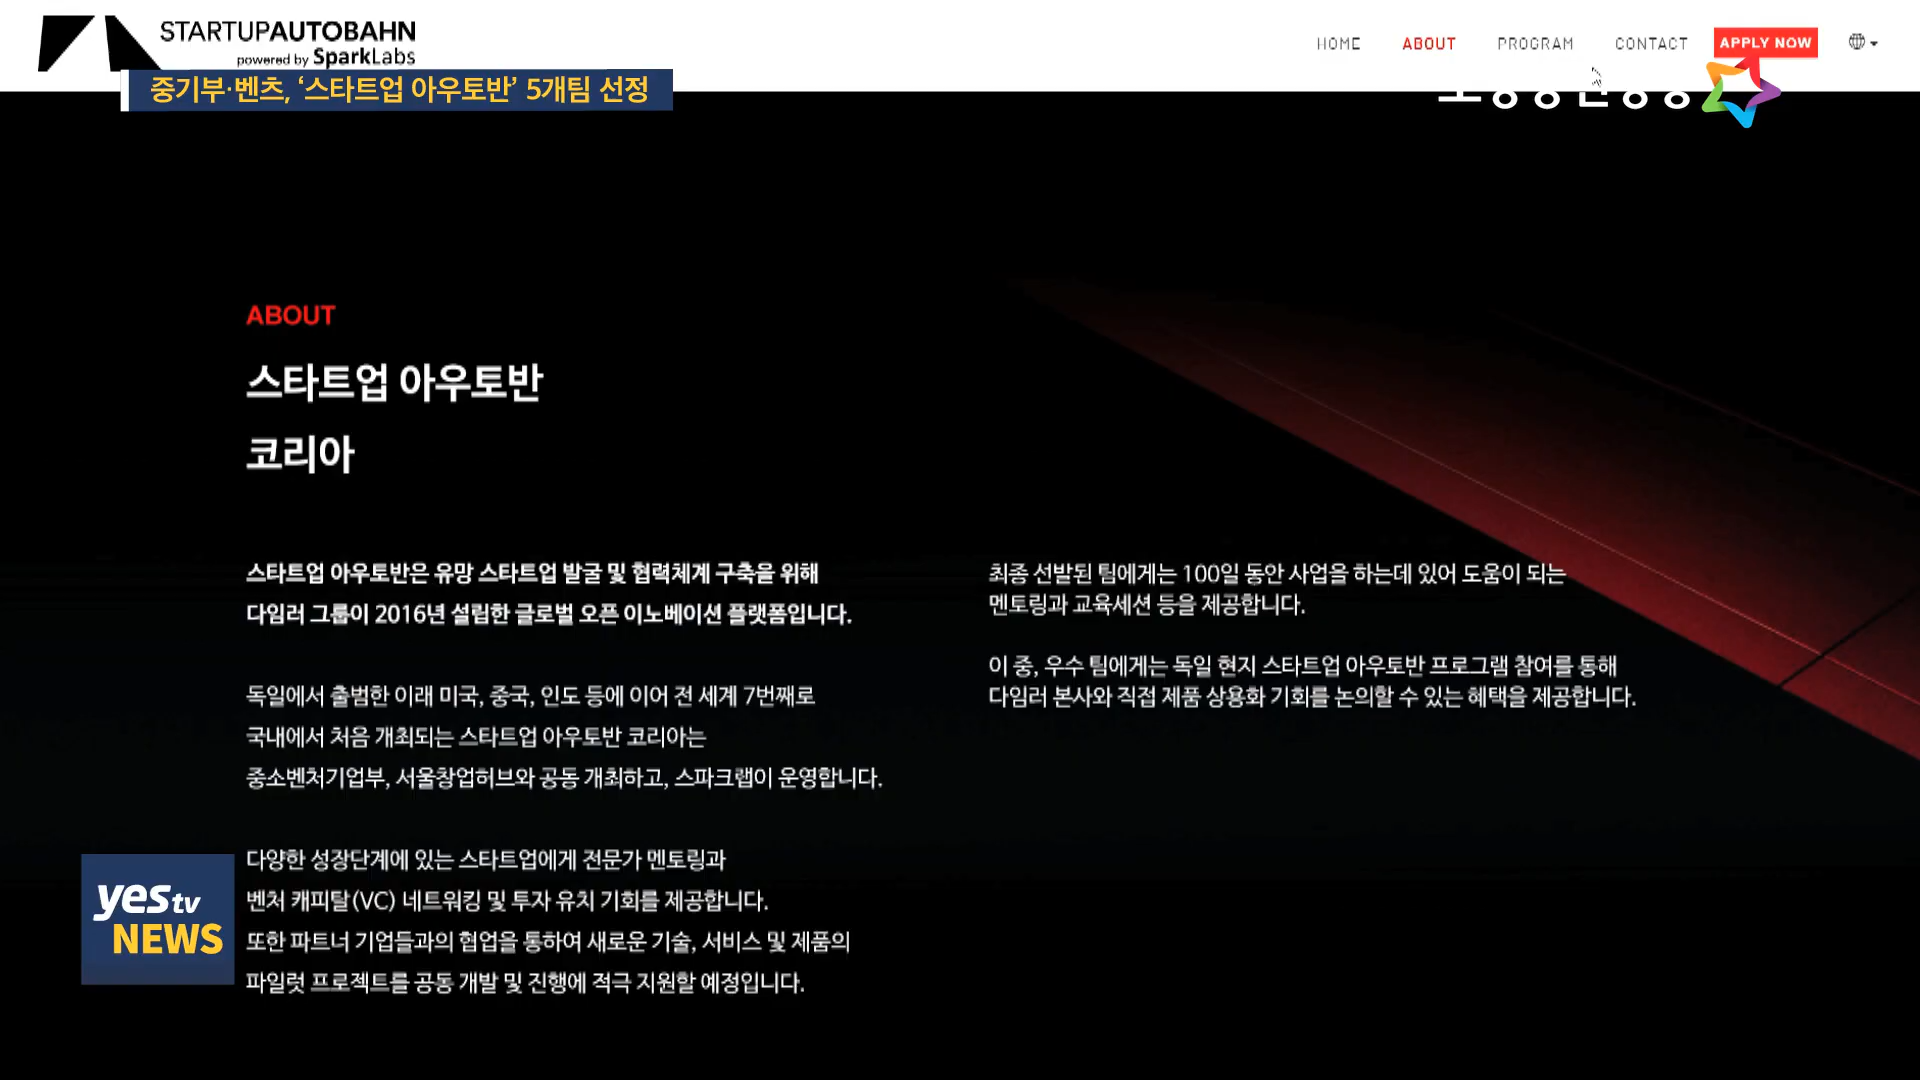 STARTUPAUTOBAHN
powered by SparkLabs
HOME ABOUT PROGRAM CONTACT APPLY NOW
중기부·벤츠, ‘스타트업 아우토반’ 5개팀 선정
ABOUT
스타트업 아우토반
코리아
스타트업 아우토반은 유망 스타트업 발굴 및 협력체계 구축을 위해
다임러 그룹이 2016년 설립한 글로벌 오픈 이노베이션 플랫폼입니다.
독일에서 출범한 이래 미국, 중국, 인도 등에 이어 전 세계 7번째로
국내에서 처음 개최되는 스타트업 아우토반 코리아는
중소벤처기업부, 서울창업허브와 공동 개최하고, 스파크랩이 운영합니다.
다양한 성장단계에 있는 스타트업에게 전문가 멘토링과
벤처 캐피탈(VC) 네트워킹 및 투자 유치 기회를 제공합니다.
또한 파트너 기업들과의 협업을 통하여 새로운 기술, 서비스 및 제품의
파일럿 프로젝트를 공동 개발 및 진행에 적극 지원할 예정입니다.
최종 선발된 팀에게는 100일 동안 사업을 하는데 있어 도움이 되는
멘토링과 교육세션 등을 제공합니다.
이 중, 우수 팀에게는 독일 현지 스타트업 아우토반 프로그램 참여를 통해
다임러 본사와 직접 제품 상용화 기회를 논의할 수 있는 혜택을 제공합니다.
yestv
NEWS